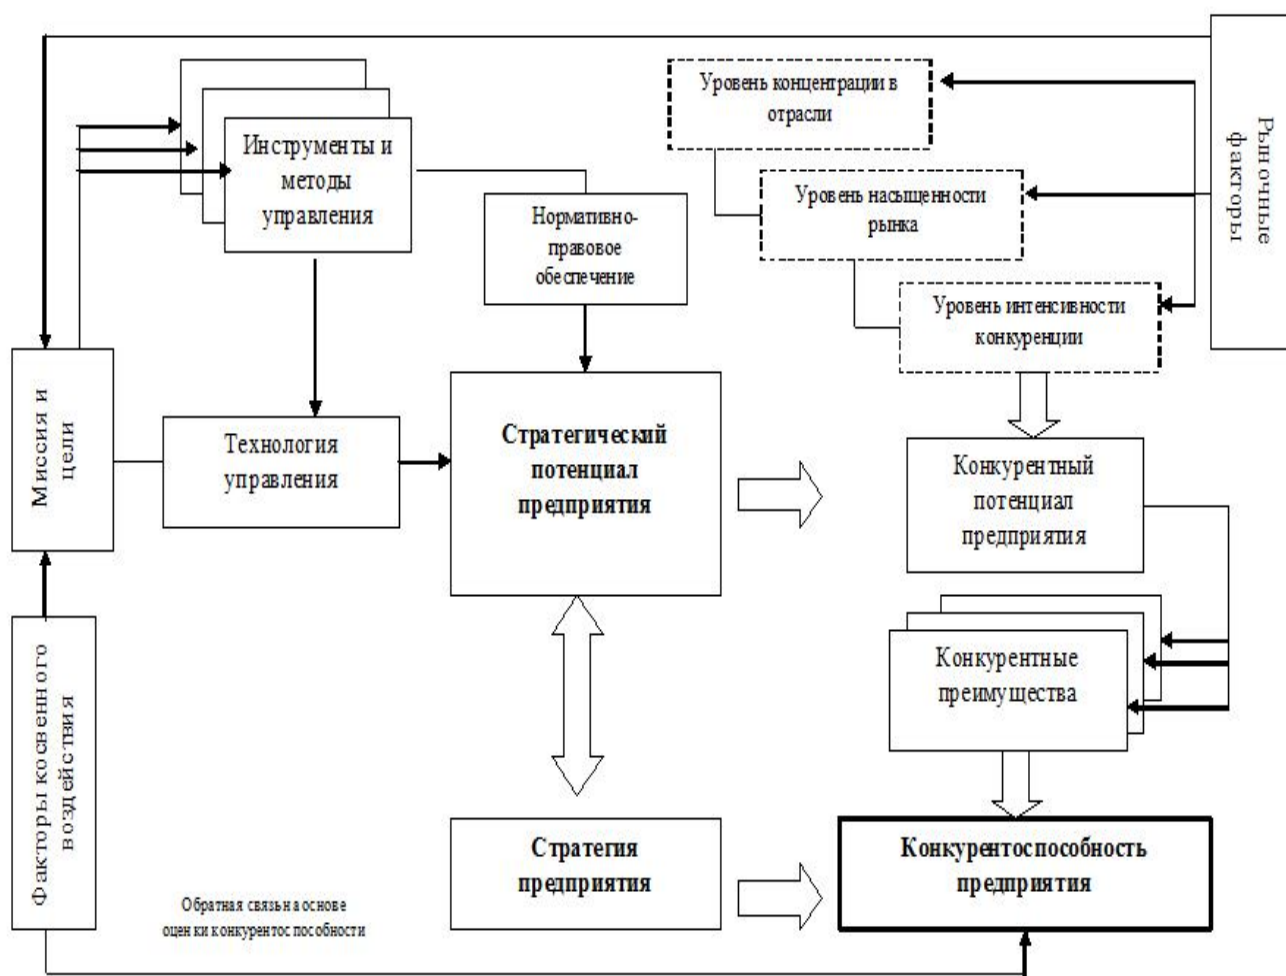 Уровень концентрации в
отрасли
Рыночные
факторы
Инструменты и
методы
управления
Уровень насыщенности
рынка
Нормативно-
правовое
обеспечение
Уровень интенсивности
конкуренции
Миссия и
цели
Технология
управления
Стратегический
потенциал
предприятия
Конкурентный
потенциал
предприятия
Факторы косвенного
воздействия
Конкурентные
преимущества
Стратегия
предприятия
Конкурентоспособность
предприятия
Обратная связь на основе
оценки конкурентоспособности